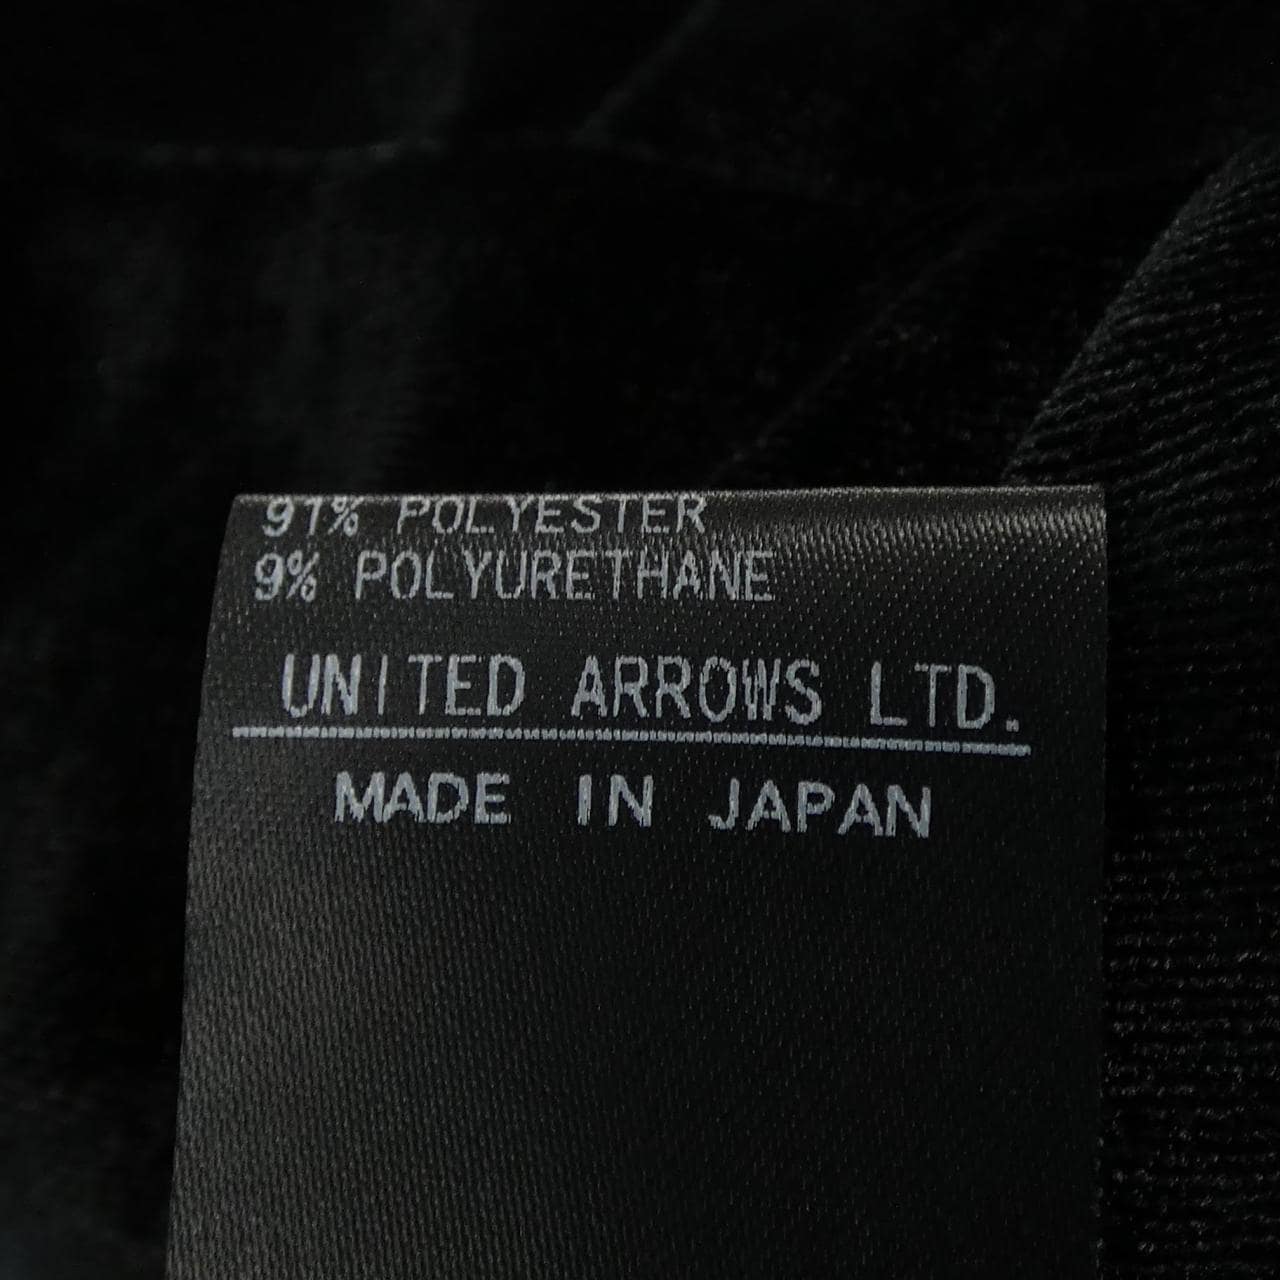 91% POLYESTER
9% POLYURETHANE
UNITED ARROWS LTD.
MADE IN JAPAN